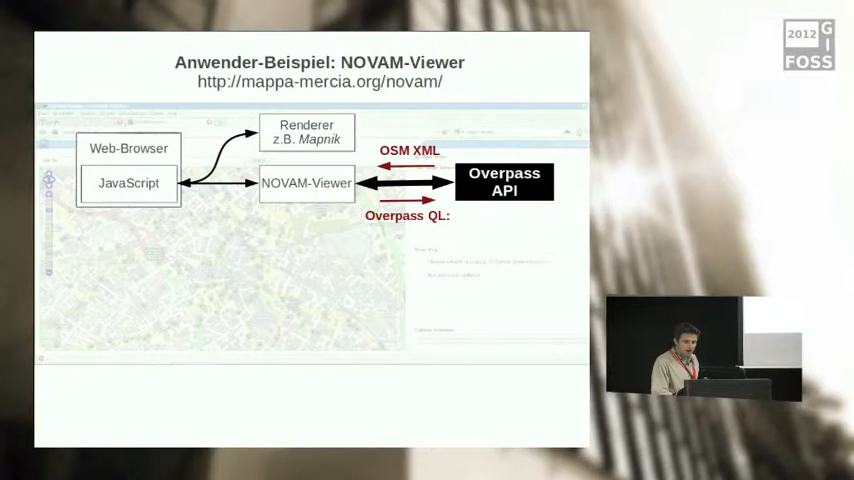 Anwender-Beispiel: NOVAM-Viewer
http://mappa-mercia.org/novam/
Web-Browser
JavaScript
Renderer
z.B. Mapnik
NOVAM-Viewer
OSM XML
Overpass QL:
Overpass
API
2012
GI
FOSS